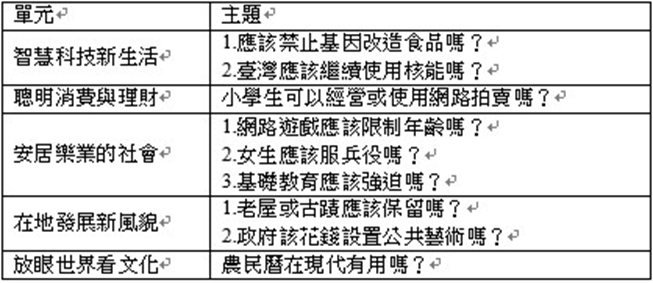 單元 主題
智慧科技新生活
1.應該禁止基因改造食品嗎？
2.臺灣應該繼續使用核能嗎？
聰明消費與理財 小學生可以經營或使用網路拍賣嗎？
安居樂業的社會
1.網路遊戲應該限制年齡嗎？
2.女生應該服兵役嗎？
3.基礎教育應該強迫嗎？
在地發展新風貌
1.老屋或古蹟應該保留嗎？
2.政府該花錢設置公共藝術嗎？
放眼世界看文化 農民曆在現代有用嗎？